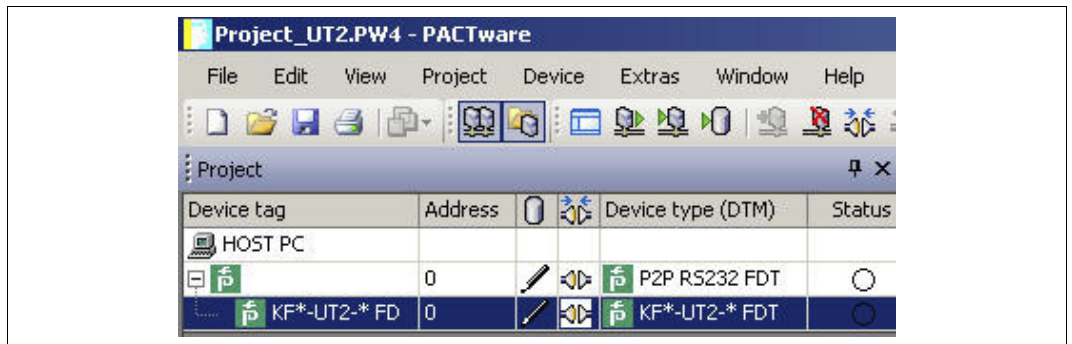 Project_UT2.PW4 - PACTware
File Edit View Project Device Extras Window Help
Project
Device tag Address Device type (DTM) Status
HOST PC
0 P2P RS232 FDT
KF*-UT2-* FD 0 KF*-UT2-* FDT